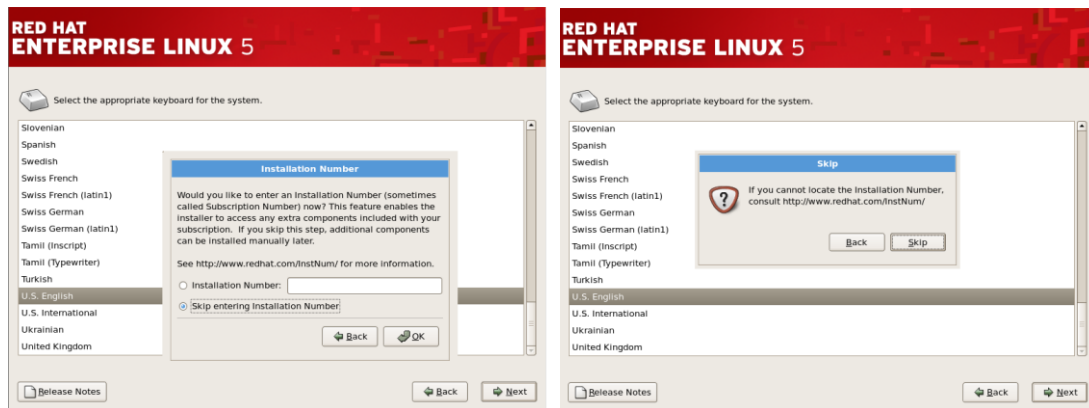 RED HAT
ENTERPRISE LINUX 5
Select the appropriate keyboard for the system.
Slovenian
Spanish
Swedish
Swiss French
Swiss French (latin1)
Swiss German
Swiss German (latin1)
Tamil (Inscript)
Tamil (Typewriter)
Turkish
U.S. English
U.S. International
Ukrainian
United Kingdom
Installation Number
Would you like to enter an Installation Number (sometimes
called Subscription Number) now? This feature enables the
installer to access any extra components included with your
subscription. If you skip this step, additional components
can be installed manually later.
See http://www.redhat.com/InstNum/ for more information.
Installation Number:
Skip entering Installation Number
Back
OK
Release Notes
Back
Next
RED HAT
ENTERPRISE LINUX 5
Select the appropriate keyboard for the system.
Slovenian
Spanish
Swedish
Swiss French
Swiss French (latin1)
Swiss German
Swiss German (latin1)
Tamil (Inscript)
Tamil (Typewriter)
Turkish
U.S. English
U.S. International
Ukrainian
United Kingdom
Skip
If you cannot locate the Installation Number,
consult http://www.redhat.com/InstNum/
Back
Skip
Release Notes
Back
Next